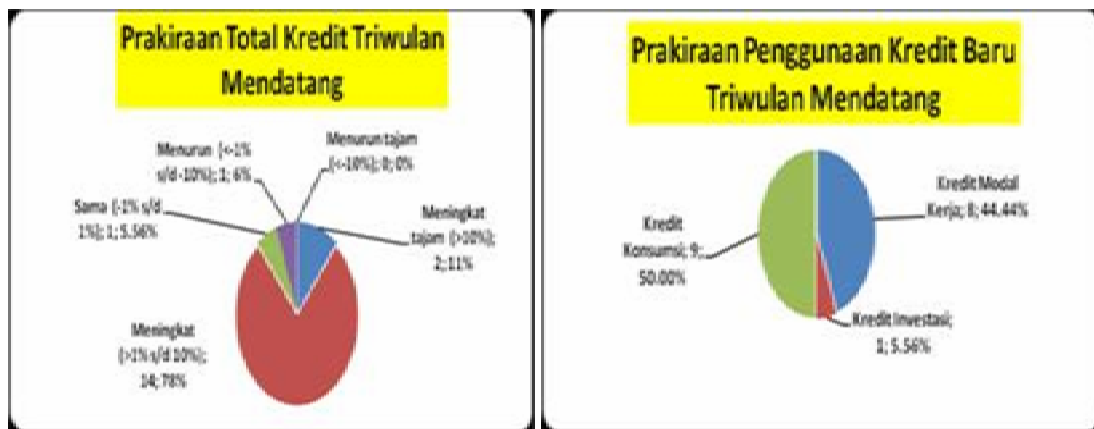 Prakiraan Total Kredit Triwulan
Mendatang
Menurun (<-1%
s/d -10%); 1; 6%
Menurun tajam
(<-10%); 0; 0%
Sama (-1% s/d
1%); 1; 5.56%
Meningkat
tajam (>10%);
2; 11%
Meningkat
(>1% s/d 10%);
14; 78%
Prakiraan Penggunaan Kredit Baru
Triwulan Mendatang
Kredit Modal
Kerja; 8; 44.44%
Kredit
Konsumsi; 9;
50.00%
Kredit Investasi;
1; 5.56%